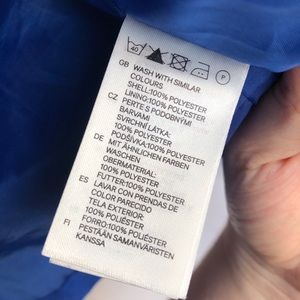 40 P
GB WASH WITH SIMILAR
COLOURS
SHELL:100% POLYESTER
LINING:100% POLYESTER
CZ PERTE S PODOBNÝMI
BARVAMI
SVRCHNÍ LÁTKA:
100% POLYESTER
PODŠÍVKA:100% POLYESTER
DE MIT ÄHNLICHEN FARBEN
WASCHEN
OBERMATERIAL:
100% POLYESTER
FUTTER:100% POLYESTER
ES LAVAR CON PRENDAS DE
COLOR PARECIDO
TELA EXTERIOR:
100% POLIÉSTER
FORRO:100% POLIÉSTER
FI PESTÄÄN SAMANVÄRISTEN
KANSSA